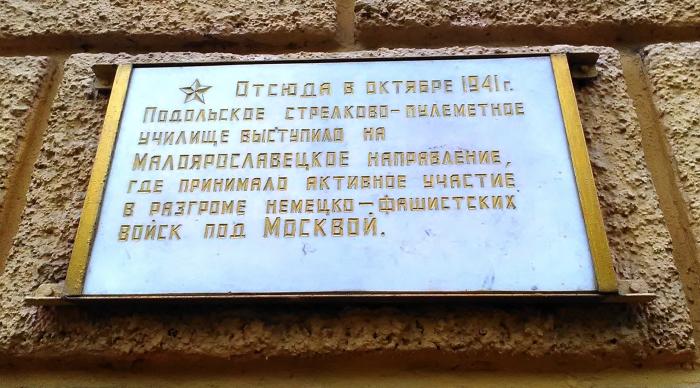 Отсюда в октябре 1941 г.
Подольское стрелково-пулеметное
училище выступило на
Малоярославецкое направление,
где принимало активное участие
в разгроме немецко-фашистских
войск под Москвой.